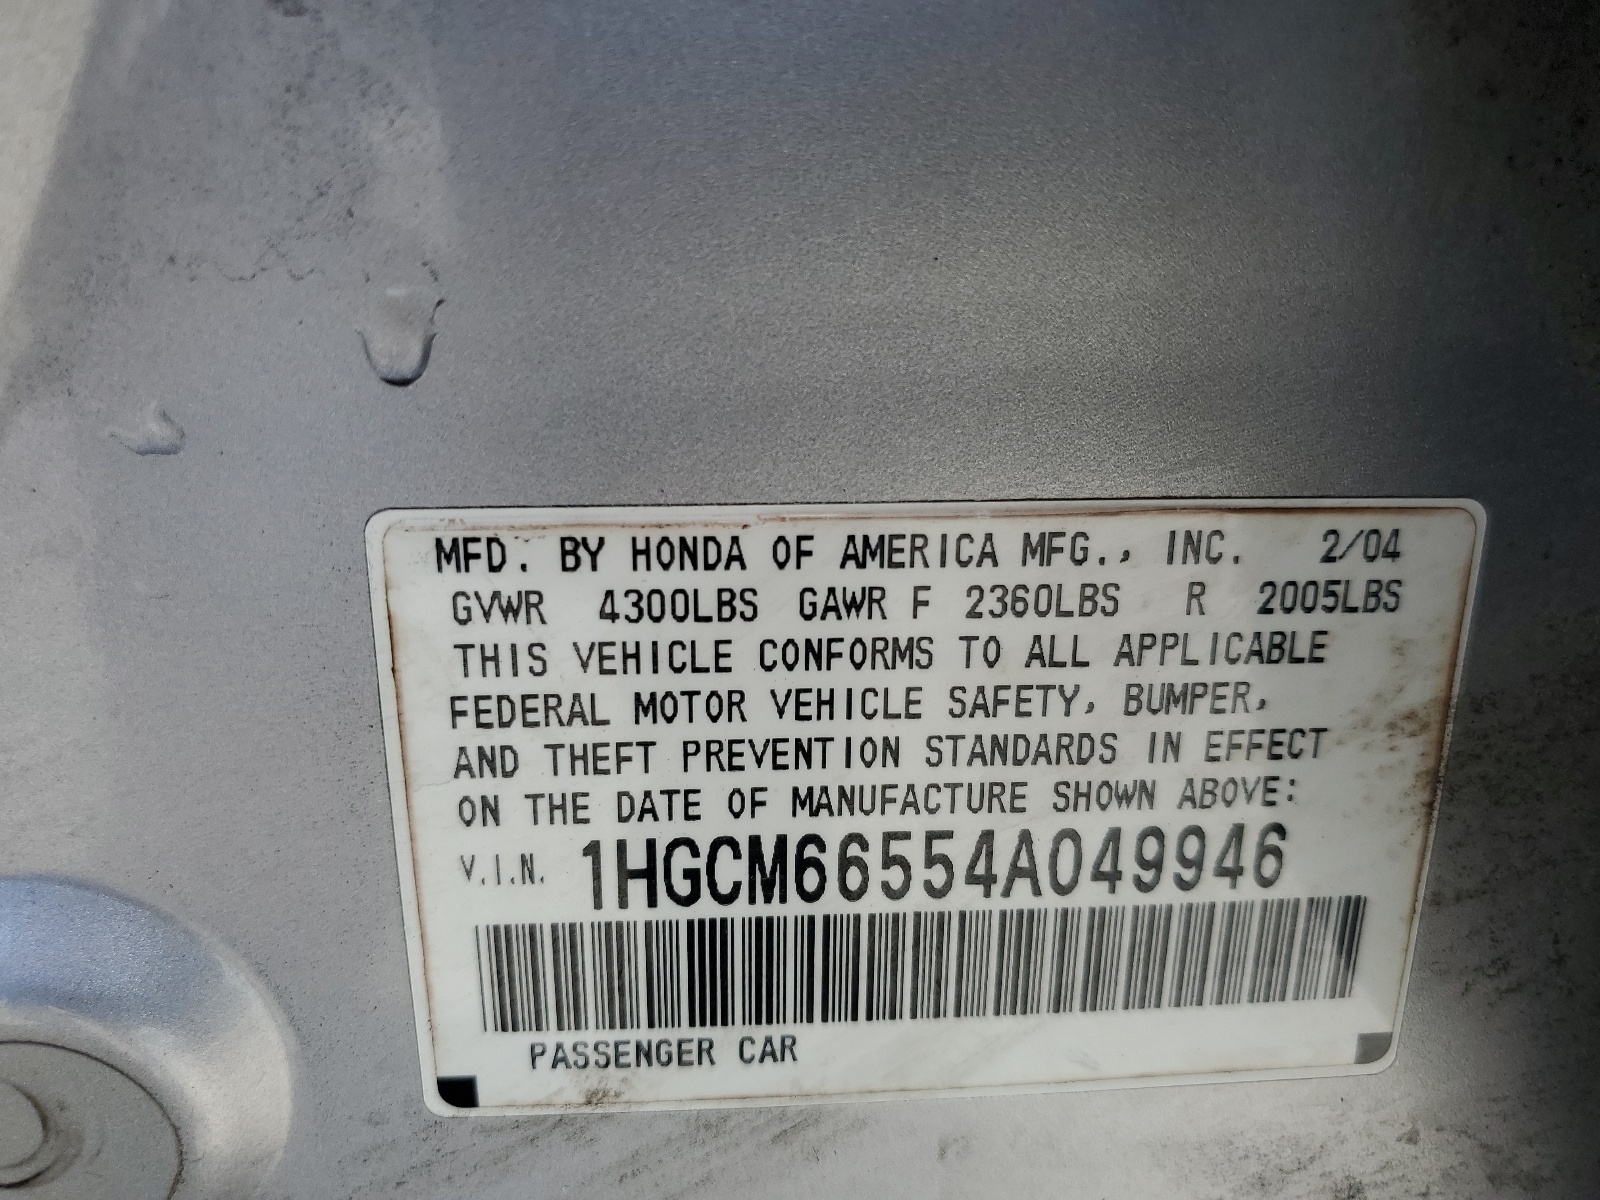 MFD. BY HONDA OF AMERICA MFG., INC. 2/04
GVWR 4300LBS GAWR F 2360LBS R 2005LBS
THIS VEHICLE CONFORMS TO ALL APPLICABLE
FEDERAL MOTOR VEHICLE SAFETY, BUMPER,
AND THEFT PREVENTION STANDARDS IN EFFECT
ON THE DATE OF MANUFACTURE SHOWN ABOVE:
V.I.N. 1HGCM66554A049946
PASSENGER CAR